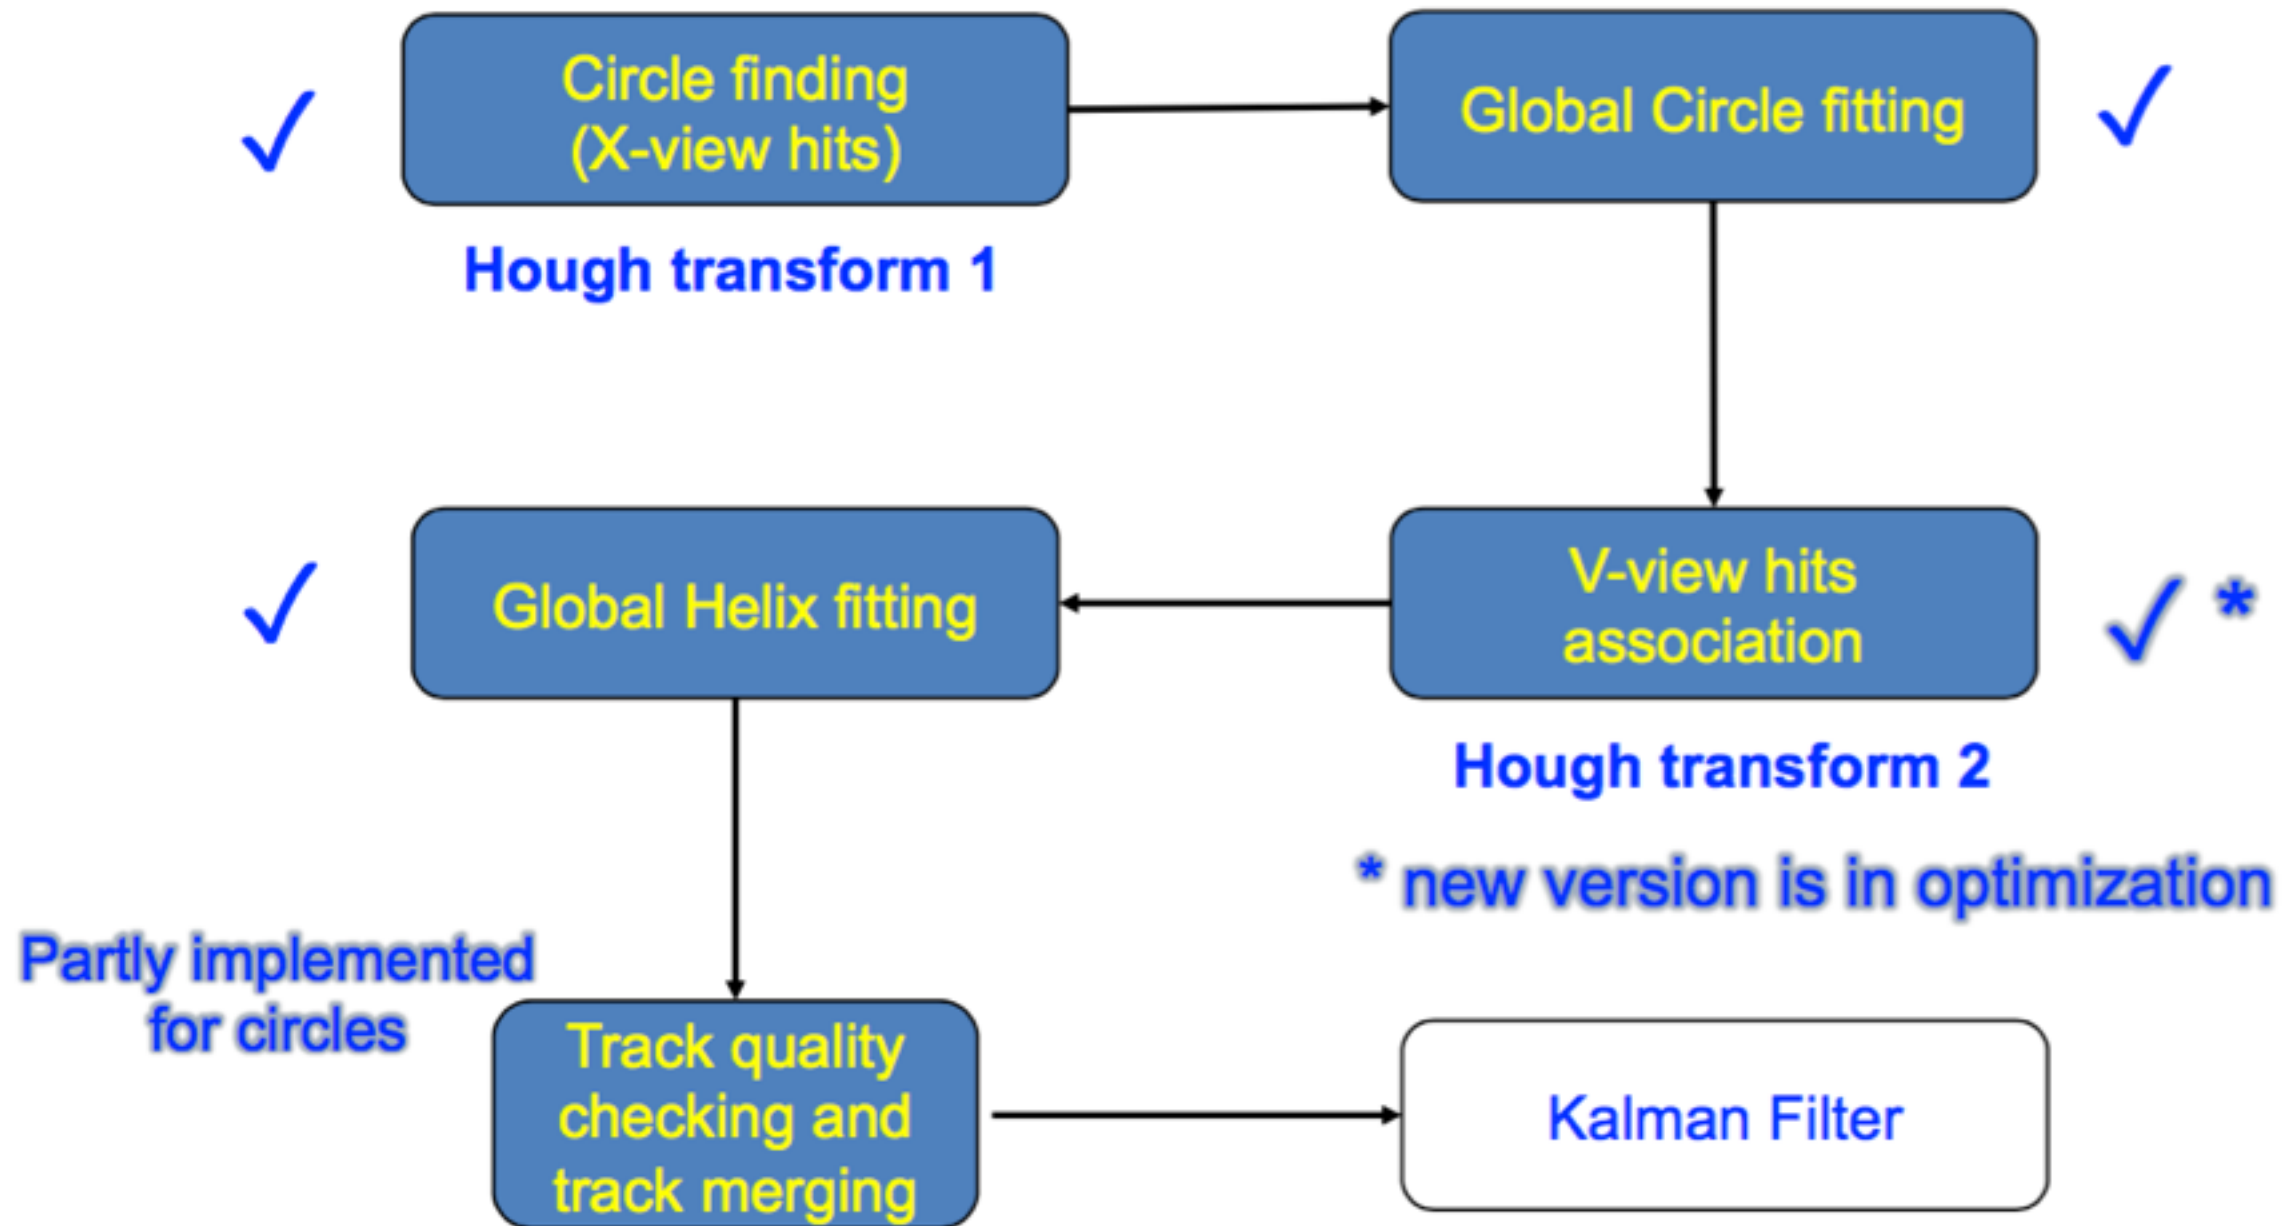 Circle finding
(X-view hits)
Global Circle fitting
Hough transform 1
Global Helix fitting
V-view hits
association
*
Hough transform 2
* new version is in optimization
Partly implemented
for circles
Track quality
checking and
track merging
Kalman Filter